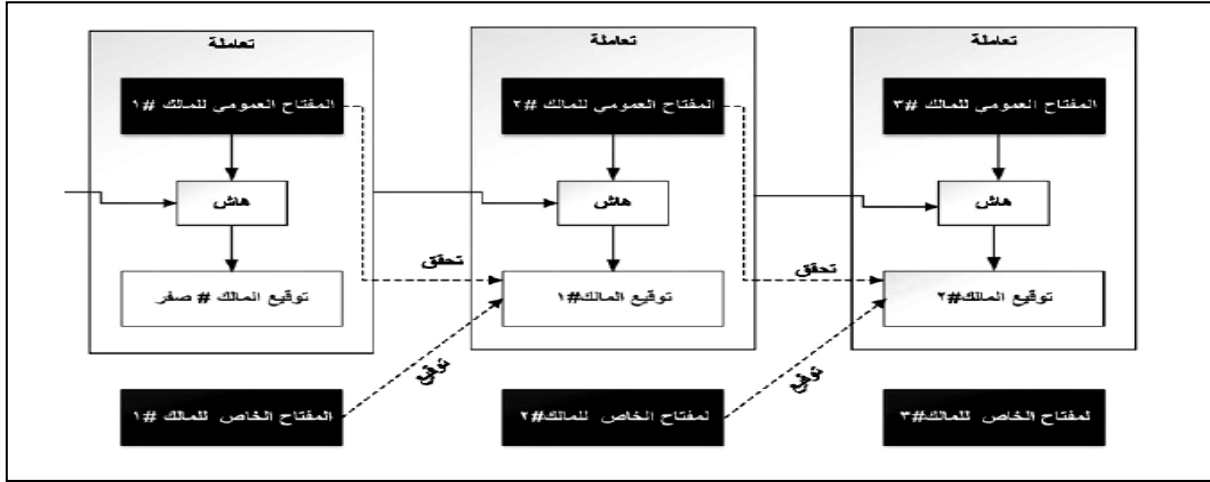 تعاملة
المفتاح العمومي للمالك #١
هاش
توقيع المالك # صفر
تعاملة
المفتاح العمومي للمالك #٢
هاش
تحقق
توقيع المالك#١
تعاملة
المفتاح العمومي للمالك #٣
هاش
تحقق
توقيع المالك#٢
توقيع
توقيع
المفتاح الخاص للمالك #١
لمفتاح الخاص للمالك#٢
لمفتاح الخاص للمالك#٣